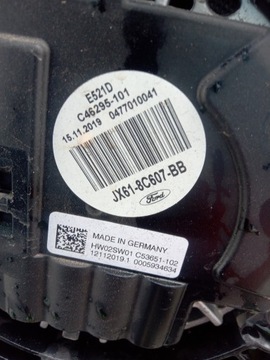 E521D
C46295-101
15.11.2019 0477010041
JX61-8C607-BB
Ford
MADE IN GERMANY
HW02SW01 C53651-102
12112019.1 0005934634